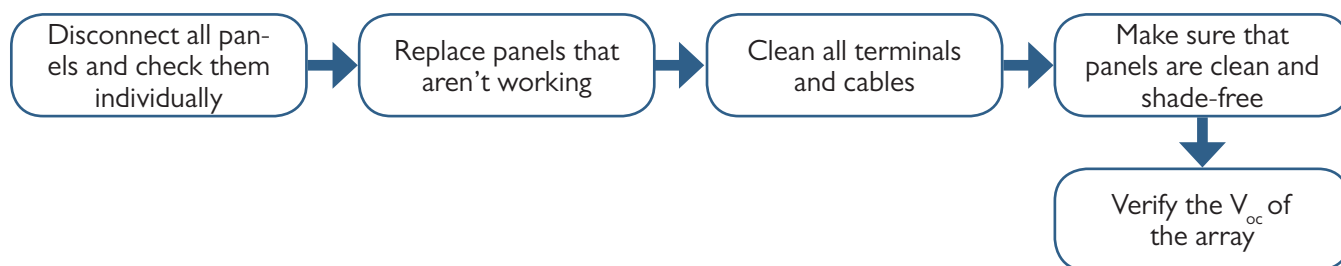 Disconnect all pan-
els and check them
individually
Replace panels that
aren't working
Clean all terminals
and cables
Make sure that
panels are clean and
shade-free
Verify the Voc of
the array